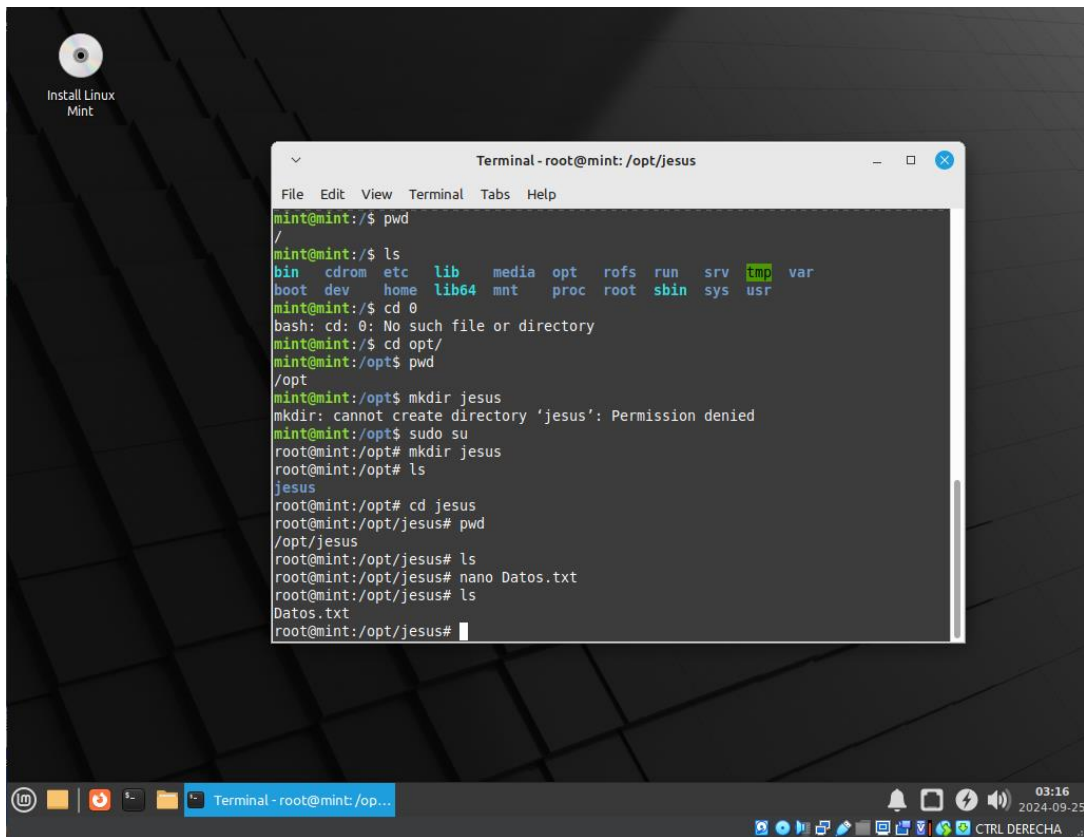 Install Linux
Mint
Terminal - root@mint: /opt/jesus
File Edit View Terminal Tabs Help
mint@mint:/$ pwd
/
mint@mint:/$ ls
bin cdrom etc lib media opt rofs run srv tmp var
boot dev home lib64 mnt proc root sbin sys usr
mint@mint:/$ cd 0
bash: cd: 0: No such file or directory
mint@mint:/$ cd opt/
mint@mint:/opt$ pwd
/opt
mint@mint:/opt$ mkdir jesus
mkdir: cannot create directory ‘jesus’: Permission denied
mint@mint:/opt$ sudo su
root@mint:/opt# mkdir jesus
root@mint:/opt# ls
jesus
root@mint:/opt# cd jesus
root@mint:/opt/jesus# pwd
/opt/jesus
root@mint:/opt/jesus# ls
root@mint:/opt/jesus# nano Datos.txt
root@mint:/opt/jesus# ls
Datos.txt
root@mint:/opt/jesus#
Terminal - root@mint: /op...
03:16
2024-09-25
CTRL DERECHA